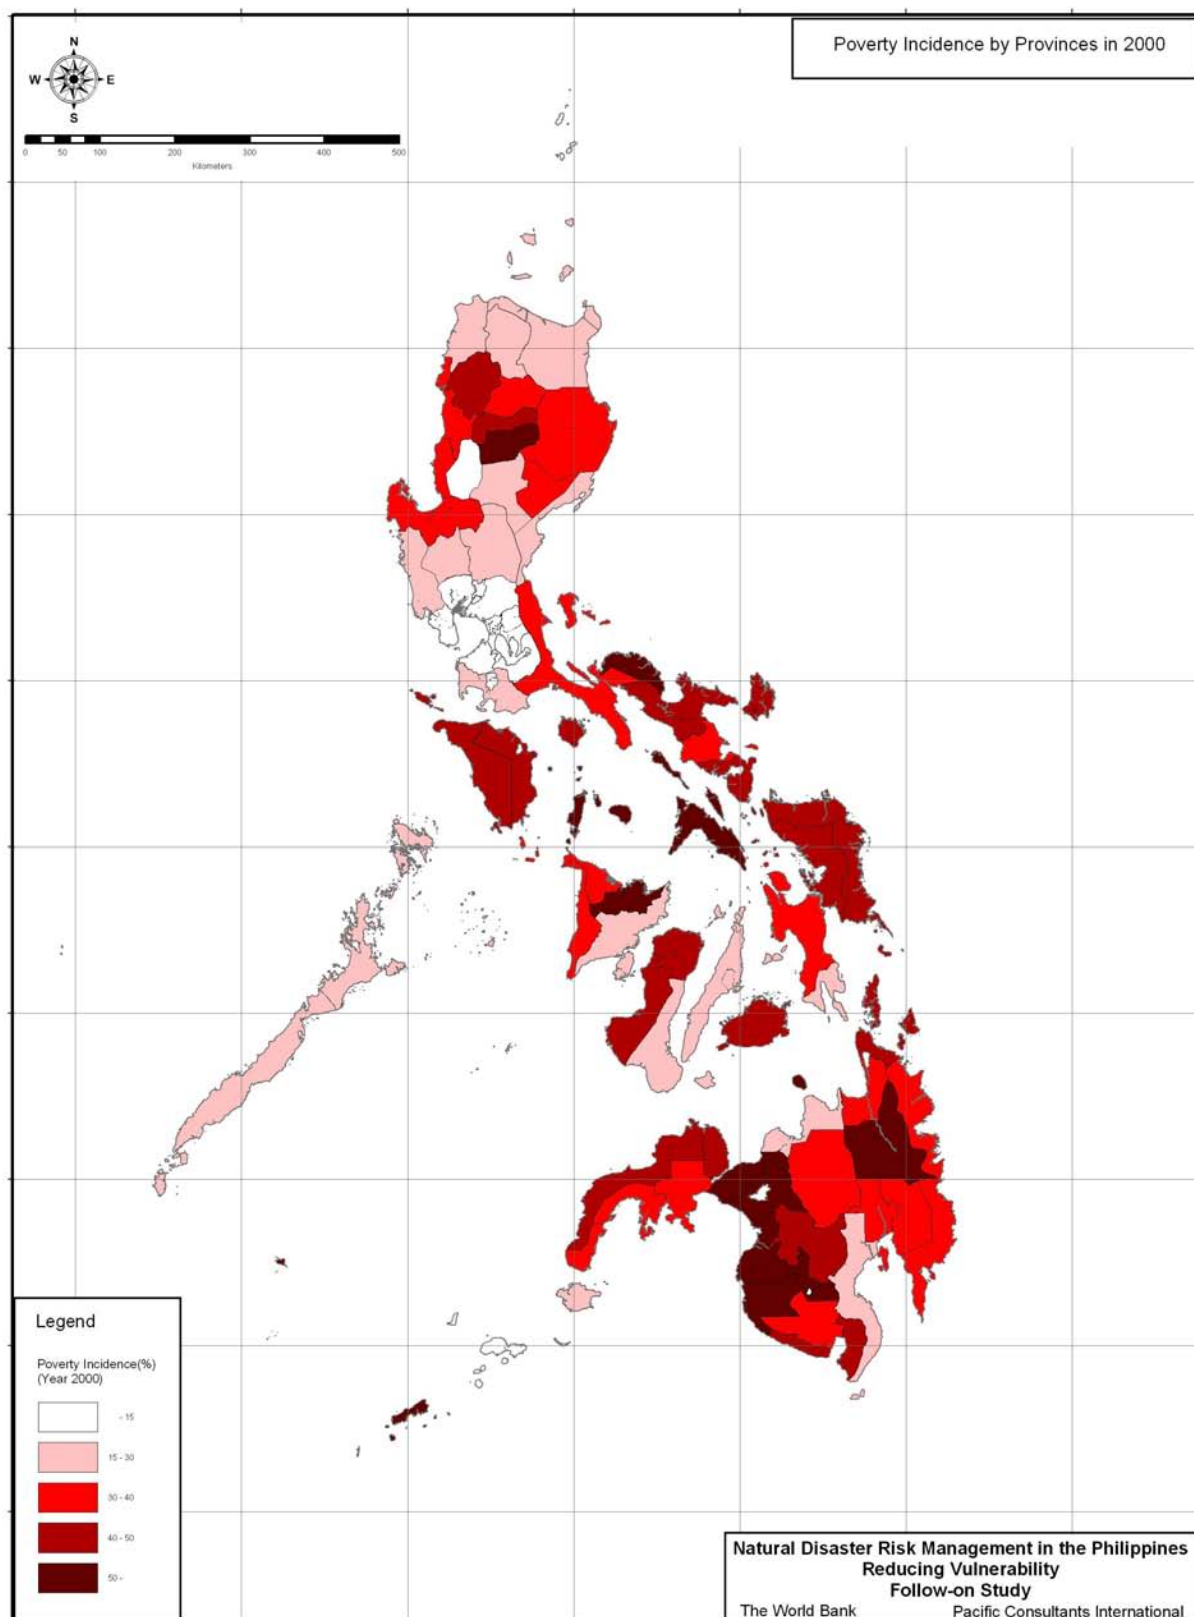 Poverty Incidence by Provinces in 2000
N
W
E
S
0 50 100 200 300 400 500
Kilometers
Legend
Poverty Incidence(%)
(Year 2000)
- 15
15 - 30
30 - 40
40 - 50
50 -
Natural Disaster Risk Management in the Philippines
Reducing Vulnerability
Follow-on Study
The World Bank Pacific Consultants International